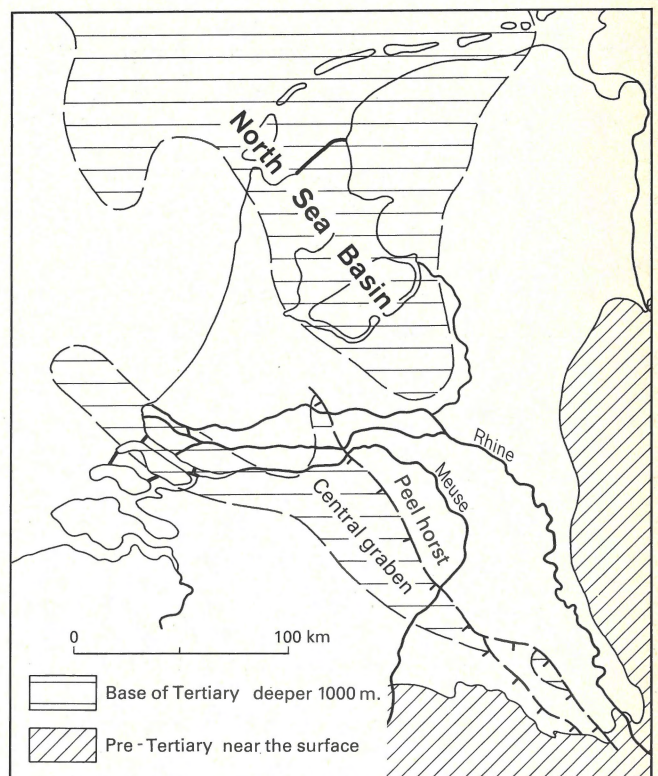 North Sea Basin
Rhine
Meuse
Peel horst
Central graben
0 100 km
Base of Tertiary deeper 1000 m.
Pre - Tertiary near the surface